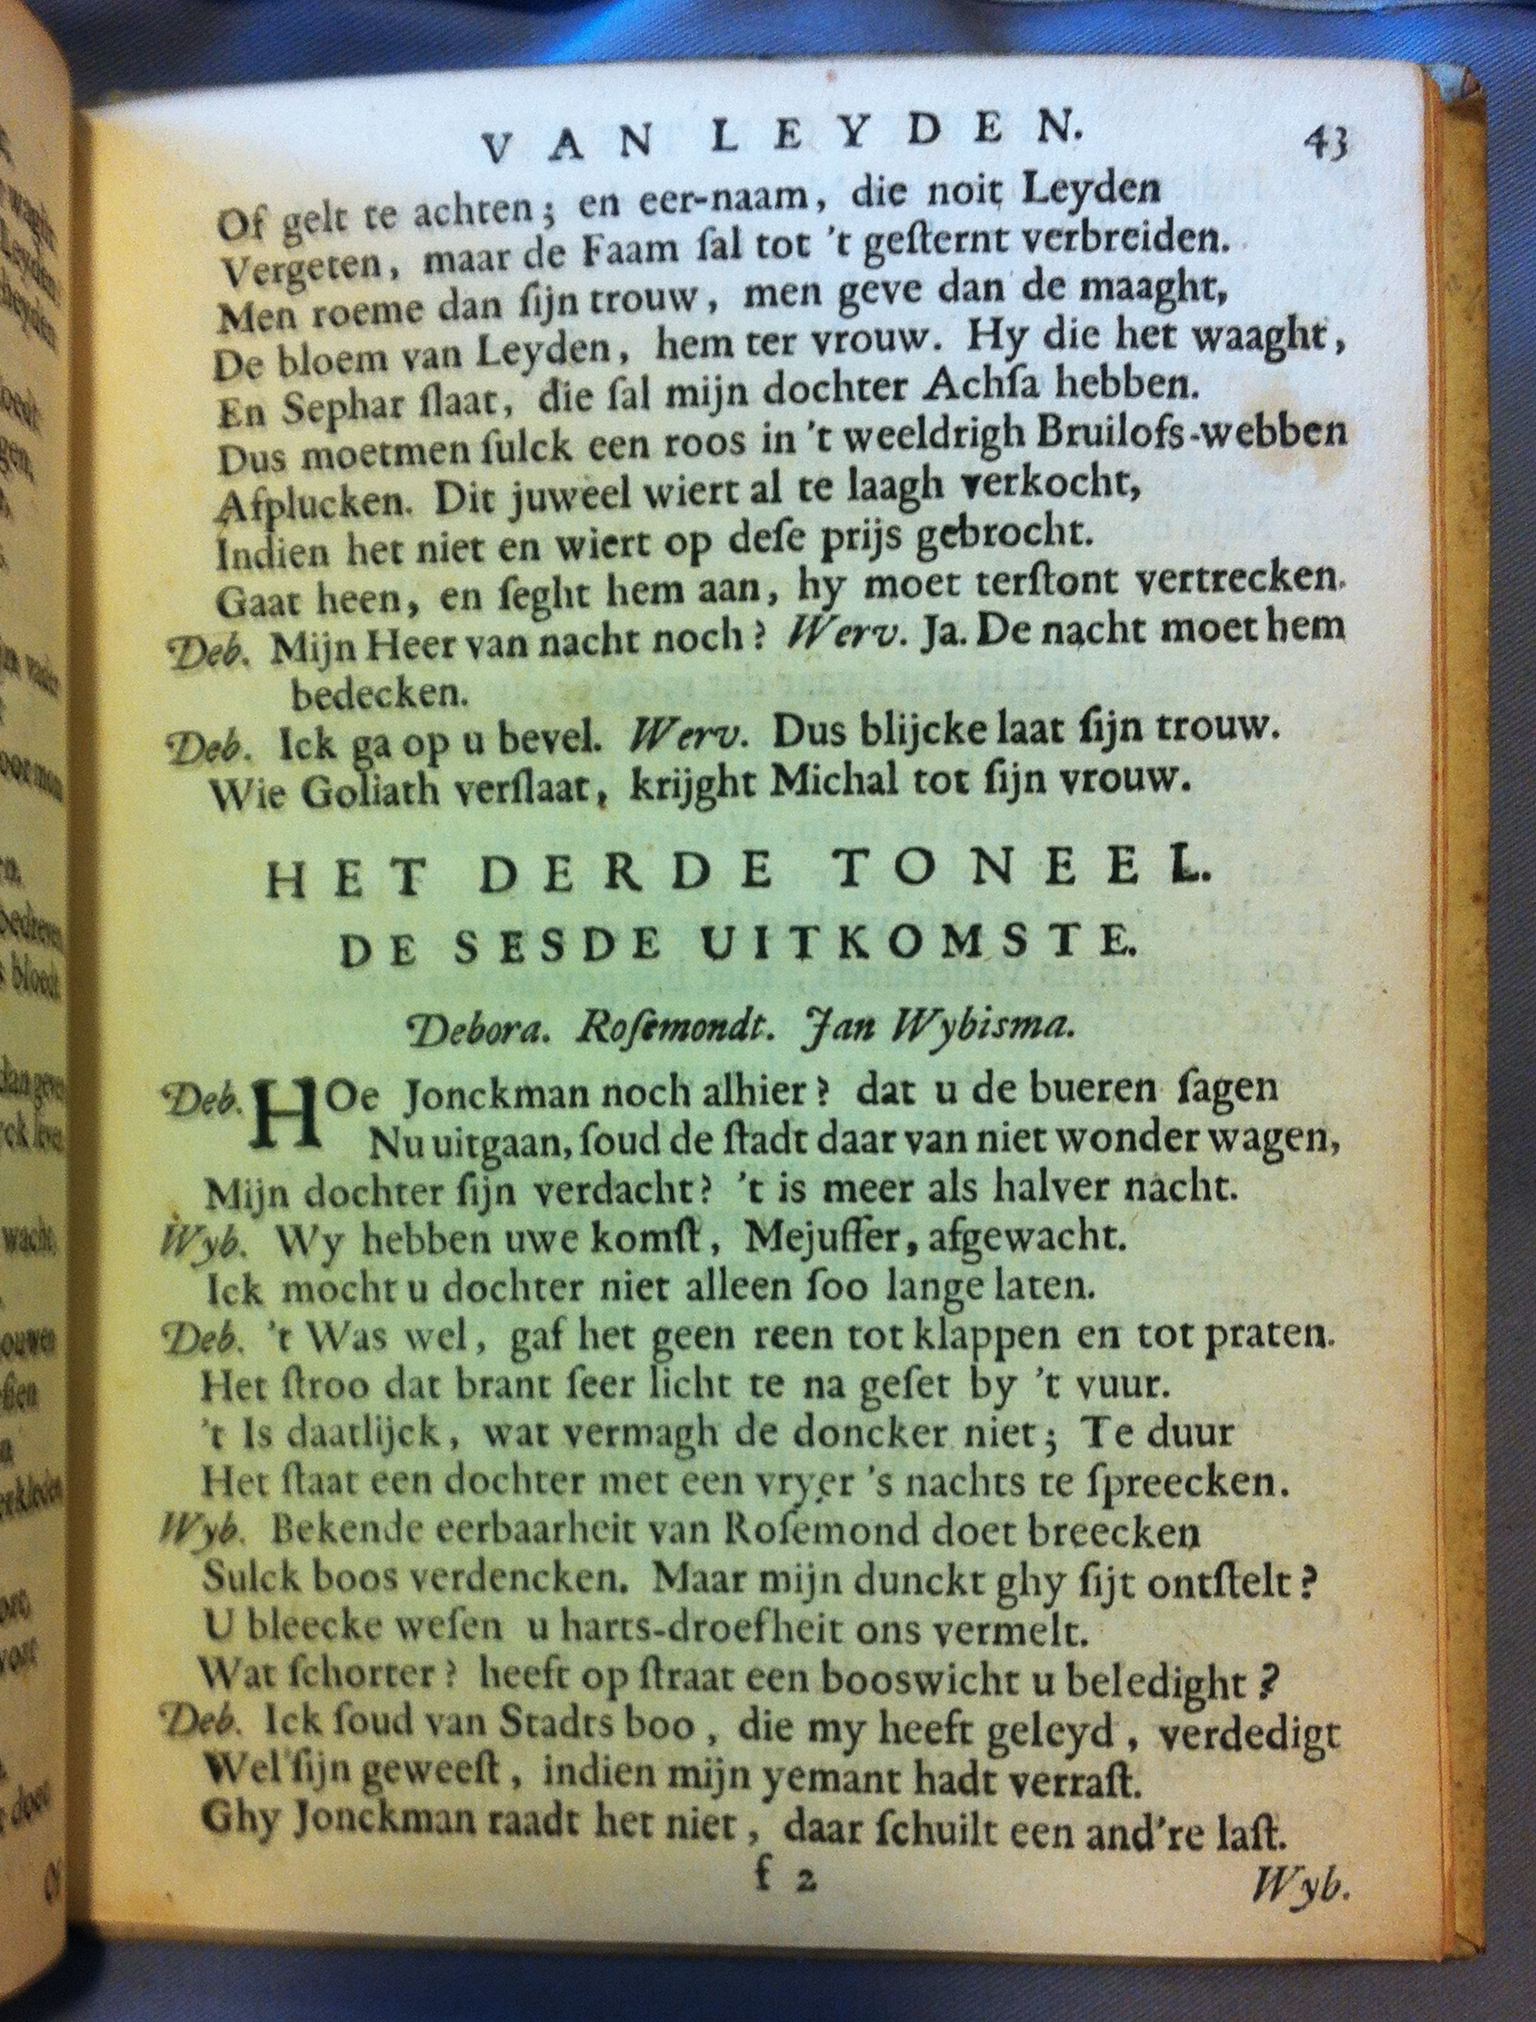 VAN LEYDEN. 43
Of gelt te achten; en eer-naam, die noit Leyden
Vergeten, maar de Faam ſal tot 't geſternt verbreiden.
Men roeme dan ſijn trouw, men geve dan de maaght,
De bloem van Leyden, hem ter vrouw. Hy die het waaght,
En Sephar ſlaat, die ſal mijn dochter Achſa hebben.
Dus moetmen ſulck een roos in 't weeldrigh Bruilofs-webben
Afplucken. Dit juweel wiert al te laagh verkocht,
Indien het niet en wiert op deſe prijs gebrocht.
Gaat heen, en ſeght hem aan, hy moet terſtont vertrecken.
Deb. Mijn Heer van nacht noch? Werv. Ja. De nacht moet hem
bedecken.
Deb. Ick ga op u bevel. Werv. Dus blijcke laat ſijn trouw.
Wie Goliath verſlaat, krijght Michal tot ſijn vrouw.
HET DERDE TONEEL.
DE SESDE UITKOMSTE.
Debora. Roſemondt. Jan Wybisma.
Deb. HOe Jonckman noch alhier? dat u de bueren ſagen
Nu uitgaan, ſoud de ſtadt daar van niet wonder wagen,
Mijn dochter ſijn verdacht? 't is meer als halver nacht.
Wyb. Wy hebben uwe komſt, Mejuffer, afgewacht.
Ick mocht u dochter niet alleen ſoo lange laten.
Deb. 't Was wel, gaf het geen reen tot klappen en tot praten.
Het ſtroo dat brant ſeer licht te na geſet by 't vuur.
't Is daatlijck, wat vermagh de doncker niet; Te duur
Het ſtaat een dochter met een vryer 's nachts te ſpreecken.
Wyb. Bekende eerbaarheit van Roſemond doet breecken
Sulck boos verdencken. Maar mijn dunckt ghy ſijt ontſtelt?
U bleecke weſen u harts-droefheit ons vermelt.
Wat ſchorter? heeft op ſtraat een booswicht u beledight?
Deb. Ick ſoud van Stadts boo, die my heeft geleyd, verdedigt
Wel ſijn geweeſt, indien mijn yemant hadt verraſt.
Ghy Jonckman raadt het niet, daar ſchuilt een and're laſt.
f 2
Wyb.